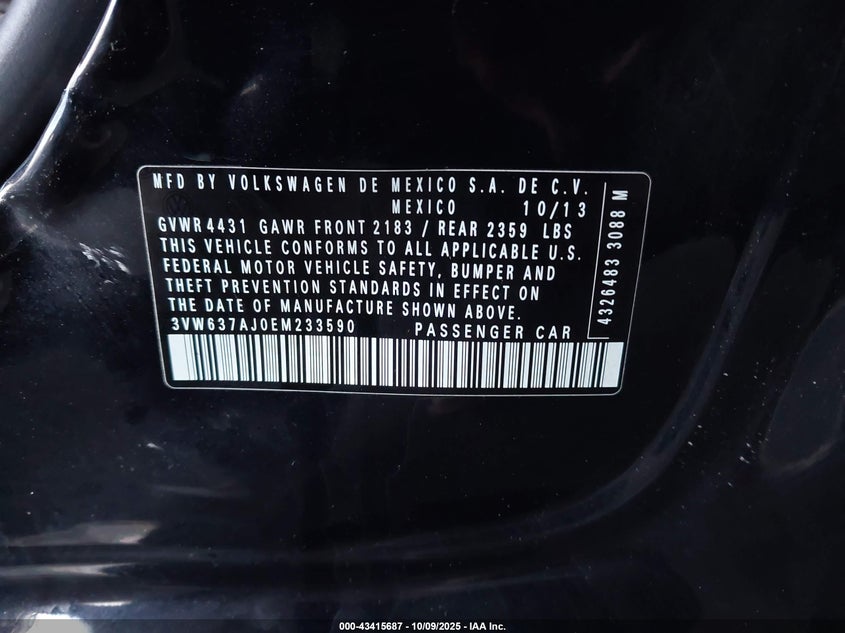 MFD BY VOLKSWAGEN DE MEXICO S.A. DE C.V.
MEXICO 10/13
GVWR 4431 GAWR FRONT 2183 / REAR 2359 LBS
THIS VEHICLE CONFORMS TO ALL APPLICABLE U.S.
FEDERAL MOTOR VEHICLE SAFETY, BUMPER AND
THEFT PREVENTION STANDARDS IN EFFECT ON
THE DATE OF MANUFACTURE SHOWN ABOVE.
3VW637AJ0EM233590 PASSENGER CAR
4326483 3D88 M
000-43415687 - 10/09/2025 - IAA Inc.